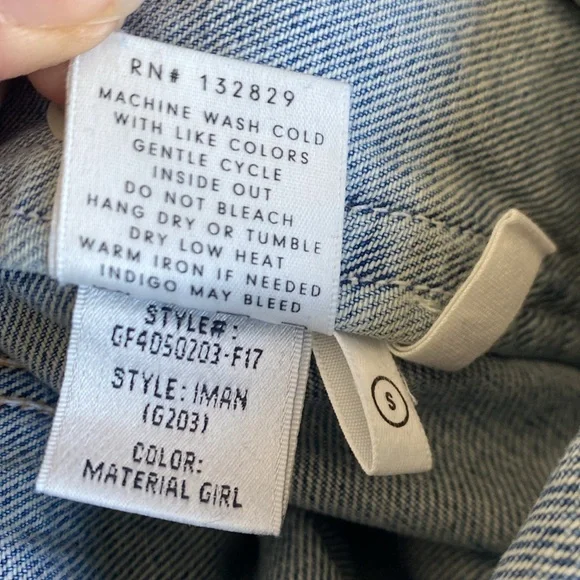 RN# 132829
MACHINE WASH COLD
WITH LIKE COLORS
GENTLE CYCLE
INSIDE OUT
DO NOT BLEACH
HANG DRY OR TUMBLE
DRY LOW HEAT
WARM IRON IF NEEDED
INDIGO MAY BLEED
STYLE#:
GF4050203-F17
STYLE: IMAN
(G203)
COLOR:
MATERIAL GIRL
S